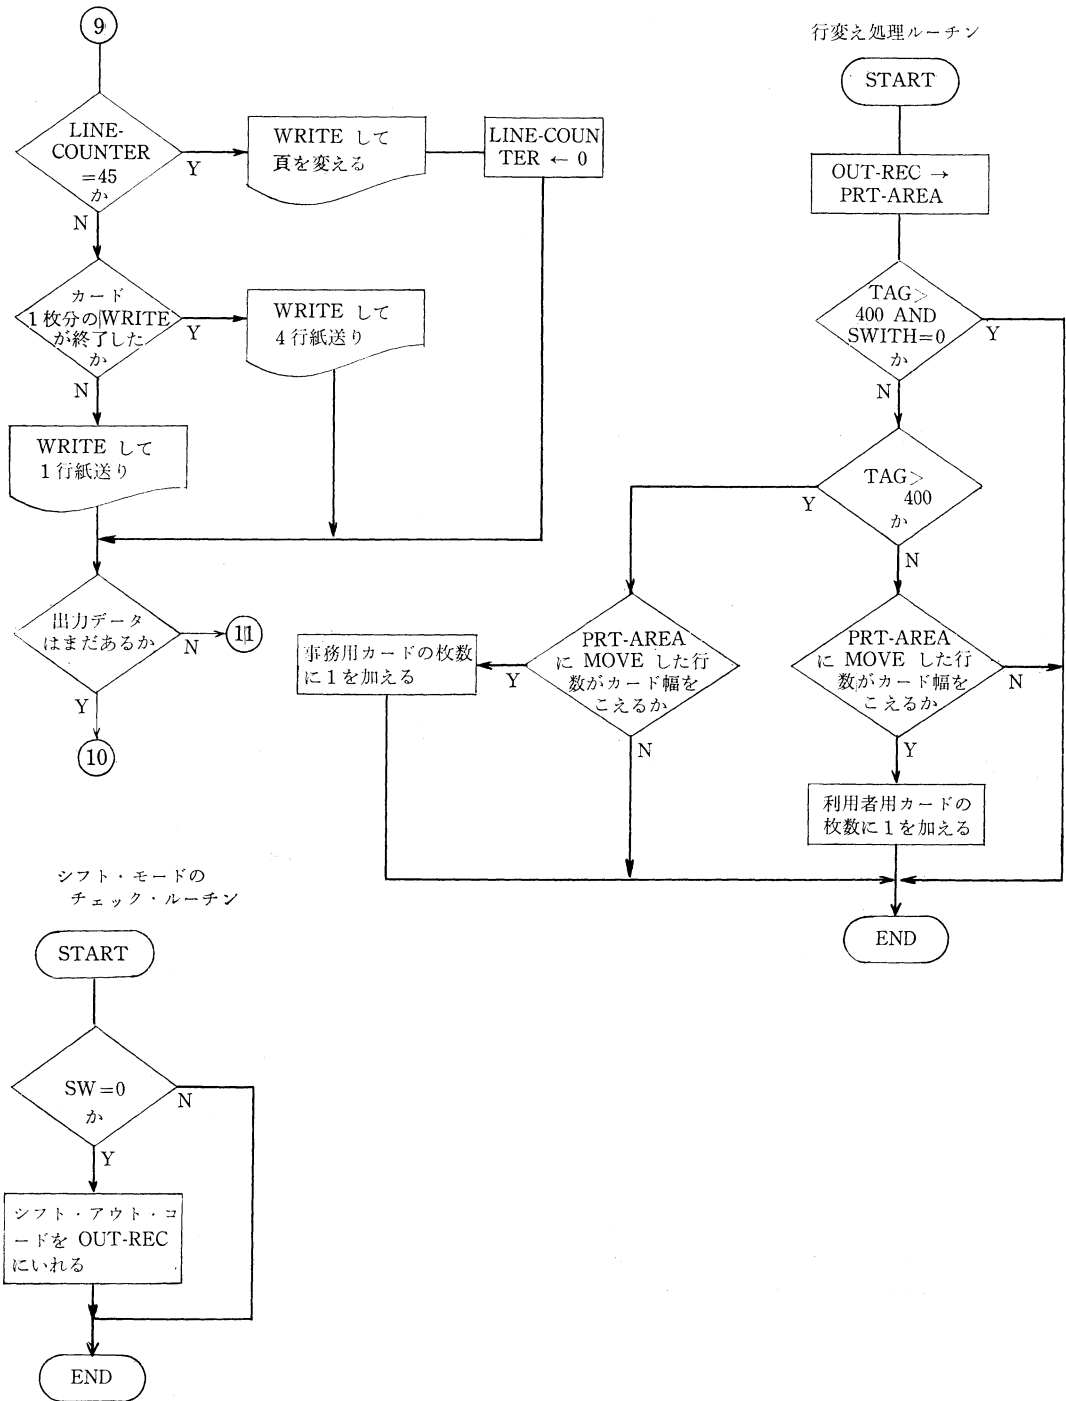 9
LINE-
COUNTER
=45
か
Y
N
WRITE して
頁を変える
LINE-COUN
TER ← 0
カード
1枚分のWRITE
が終了した
か
Y
N
WRITE して
4行紙送り
WRITE して
1行紙送り
出力データ
はまだあるか
N
11
Y
10
行変え処理ルーチン
START
OUT-REC →
PRT-AREA
TAG>
400 AND
SWITH=0
か
Y
N
TAG>
400
か
Y
N
PRT-AREA
に MOVE した行
数がカード幅を
こえるか
Y
N
事務用カードの枚数
に1を加える
PRT-AREA
に MOVE した行
数がカード幅を
こえるか
N
Y
利用者用カードの
枚数に1を加える
END
シフト・モードの
チェック・ルーチン
START
SW=0
か
N
Y
シフト・アウト・コ
ードを OUT-REC
にいれる
END